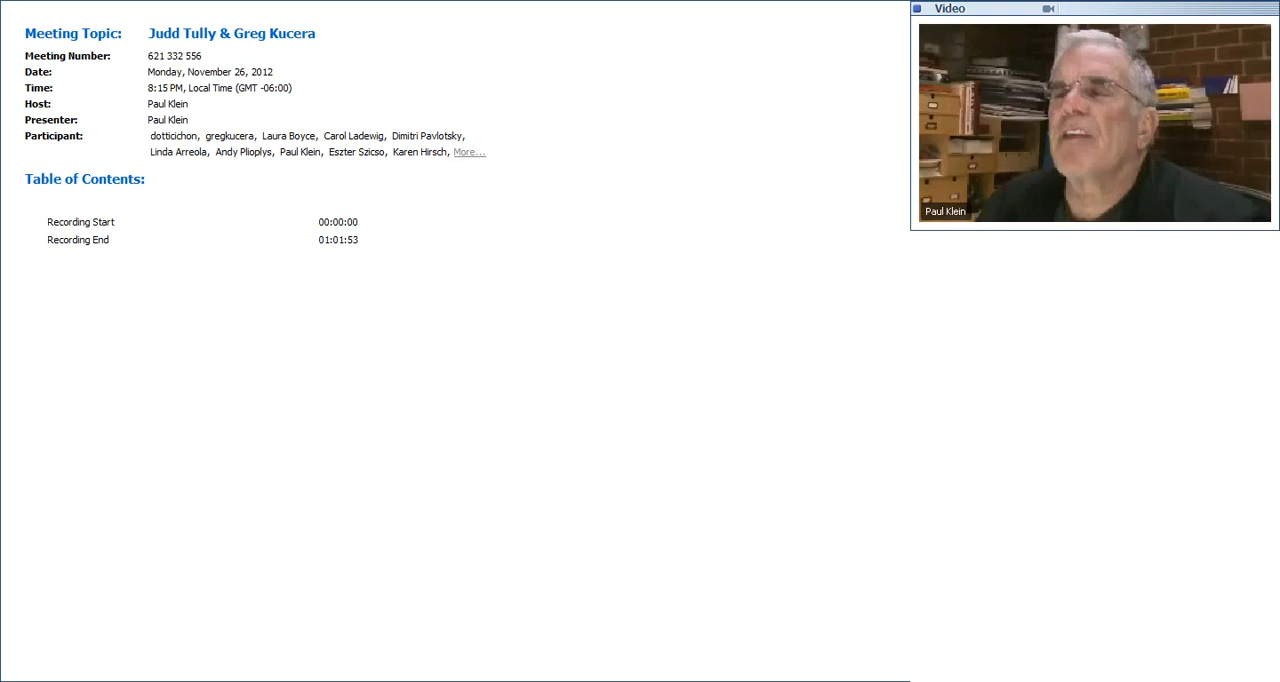 Meeting Topic: Judd Tully & Greg Kucera
Meeting Number: 621 332 556
Date: Monday, November 26, 2012
Time: 8:15 PM, Local Time (GMT -06:00)
Host: Paul Klein
Presenter: Paul Klein
Participant: dotticichon, gregkucera, Laura Boyce, Carol Ladewig, Dimitri Pavlotsky,
Linda Arreola, Andy Plioplys, Paul Klein, Eszter Szicso, Karen Hirsch, More...
Table of Contents:
Recording Start 00:00:00
Recording End 01:01:53
Video
Paul Klein